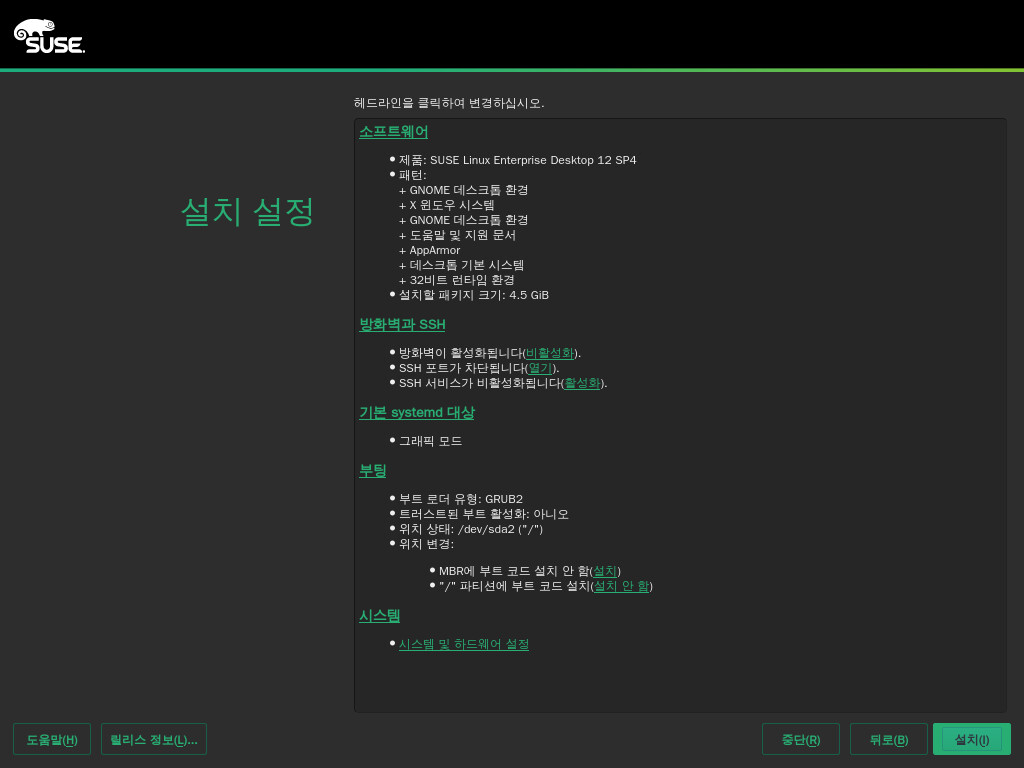 SUSE
헤드라인을 클릭하여 변경하십시오.
설치 설정
소프트웨어
제품: SUSE Linux Enterprise Desktop 12 SP4
패턴:
+ GNOME 데스크톱 환경
+ X 윈도우 시스템
+ GNOME 데스크톱 환경
+ 도움말 및 지원 문서
+ AppArmor
+ 데스크톱 기본 시스템
+ 32비트 런타임 환경
설치할 패키지 크기: 4.5 GiB
방화벽과 SSH
방화벽이 활성화됩니다(비활성화).
SSH 포트가 차단됩니다(열기).
SSH 서비스가 비활성화됩니다(활성화).
기본 systemd 대상
그래픽 모드
부팅
부트 로더 유형: GRUB2
트러스트된 부트 활성화: 아니오
위치 상태: /dev/sda2 ("/")
위치 변경:
MBR에 부트 코드 설치 안 함(설치)
"/" 파티션에 부트 코드 설치(설치 안 함)
시스템
시스템 및 하드웨어 설정
도움말(H) 릴리스 정보(L)... 중단(R) 뒤로(B) 설치(I)